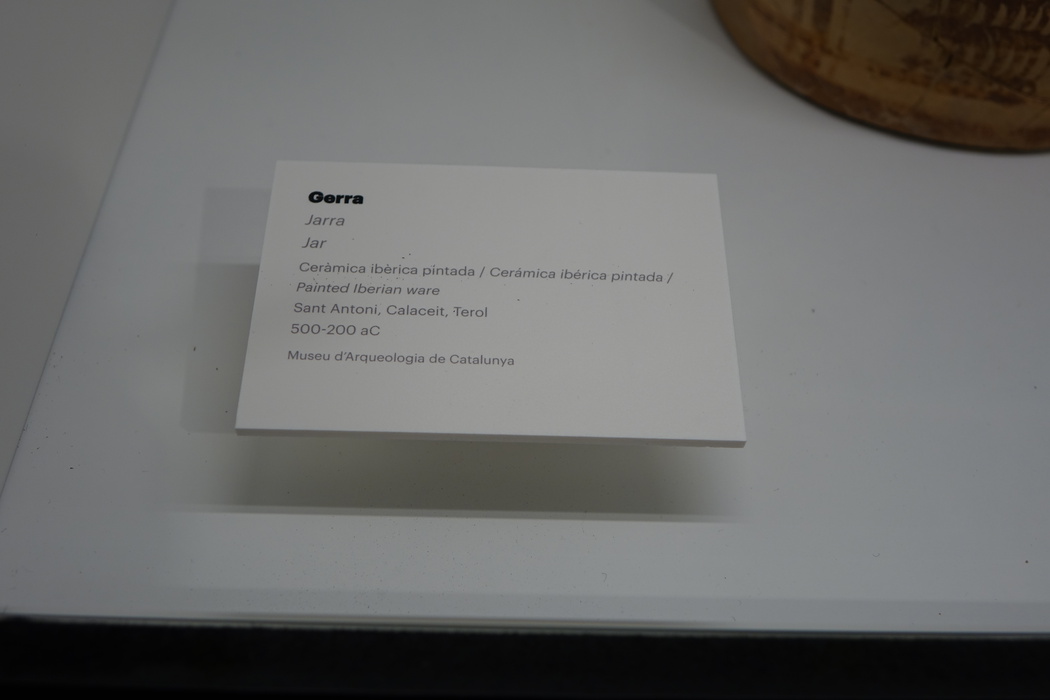 Gerra
Jarra
Jar
Ceràmica ibèrica pintada / Cerámica ibérica pintada /
Painted Iberian ware
Sant Antoni, Calaceit, Terol
500-200 aC
Museu d'Arqueologia de Catalunya